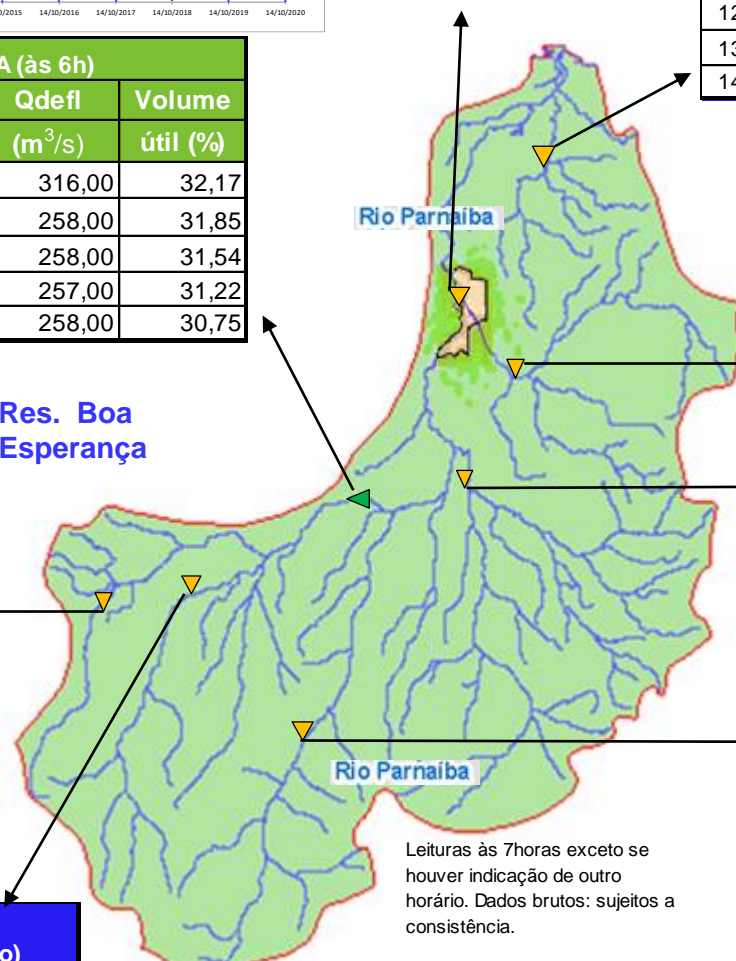 14/10/2016 14/10/2017 14/10/2018 14/10/2019 14/10/2020
12
13
14
A (às 6h)
Qdefl Volume
(m³/s) útil (%)
316,00 32,17
258,00 31,85
258,00 31,54
257,00 31,22
258,00 30,75
Rio Parnaíba
Res. Boa
Esperança
Rio Parnaíba
Leituras às 7horas exceto se
houver indicação de outro
horário. Dados brutos: sujeitos a
consistência.